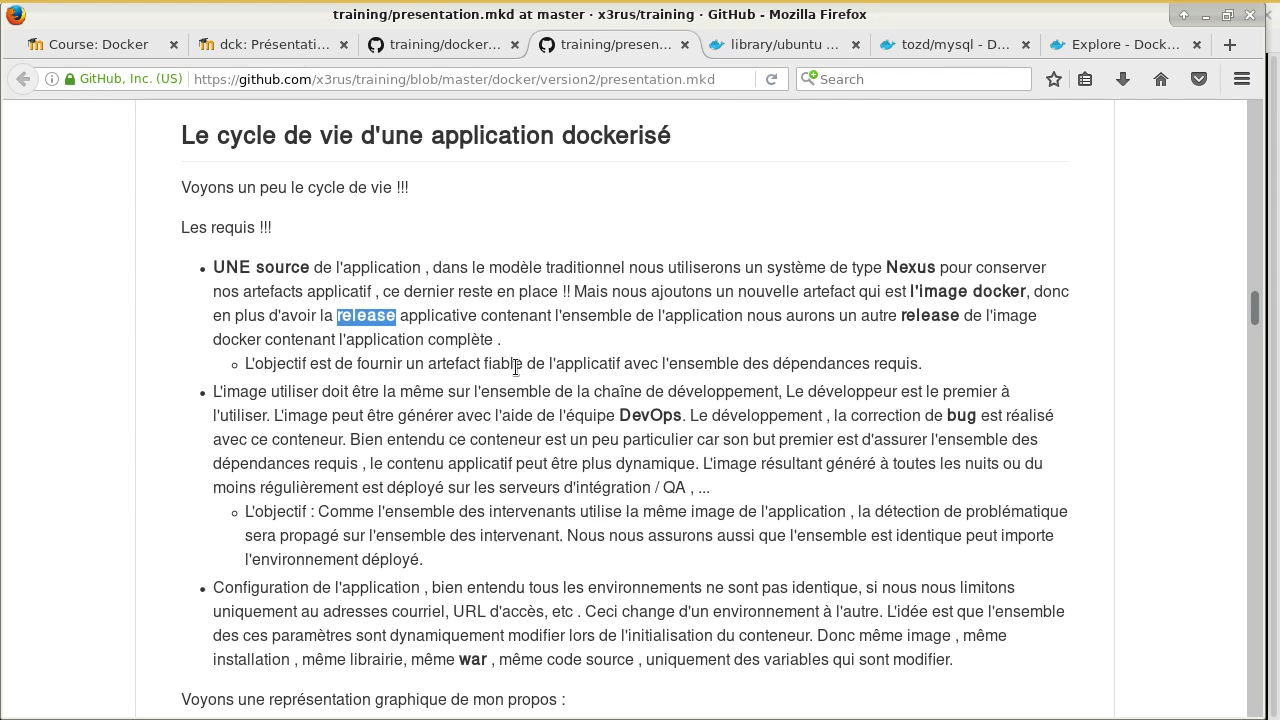 training/presentation.mkd at master · x3rus/training · GitHub - Mozilla Firefox
Course: Docker
dck: Présentati...
training/docker...
training/presen...
library/ubuntu ...
tozd/mysql - D...
Explore - Dock...
GitHub, Inc. (US)
https://github.com/x3rus/training/blob/master/docker/version2/presentation.mkd
Search
Le cycle de vie d'une application dockerisé
Voyons un peu le cycle de vie !!!
Les requis !!!
• UNE source de l'application , dans le modèle traditionnel nous utiliserons un système de type Nexus pour conserver
nos artefacts applicatif , ce dernier reste en place !! Mais nous ajoutons un nouvelle artefact qui est l'image docker, donc
en plus d'avoir la release applicative contenant l'ensemble de l'application nous aurons un autre release de l'image
docker contenant l'application complète .
◦ L'objectif est de fournir un artefact fiable de l'applicatif avec l'ensemble des dépendances requis.
• L'image utiliser doit être la même sur l'ensemble de la chaîne de développement, Le développeur est le premier à
l'utiliser. L'image peut être générer avec l'aide de l'équipe DevOps. Le développement , la correction de bug est réalisé
avec ce conteneur. Bien entendu ce conteneur est un peu particulier car son but premier est d'assurer l'ensemble des
dépendances requis , le contenu applicatif peut être plus dynamique. L'image résultant généré à toutes les nuits ou du
moins régulièrement est déployé sur les serveurs d'intégration / QA , ...
◦ L'objectif : Comme l'ensemble des intervenants utilise la même image de l'application , la détection de problématique
sera propagé sur l'ensemble des intervenant. Nous nous assurons aussi que l'ensemble est identique peut importe
l'environnement déployé.
• Configuration de l'application , bien entendu tous les environnements ne sont pas identique, si nous nous limitons
uniquement au adresses courriel, URL d'accès, etc . Ceci change d'un environnement à l'autre. L'idée est que l'ensemble
des ces paramètres sont dynamiquement modifier lors de l'initialisation du conteneur. Donc même image , même
installation , même librairie, même war , même code source , uniquement des variables qui sont modifier.
Voyons une représentation graphique de mon propos :